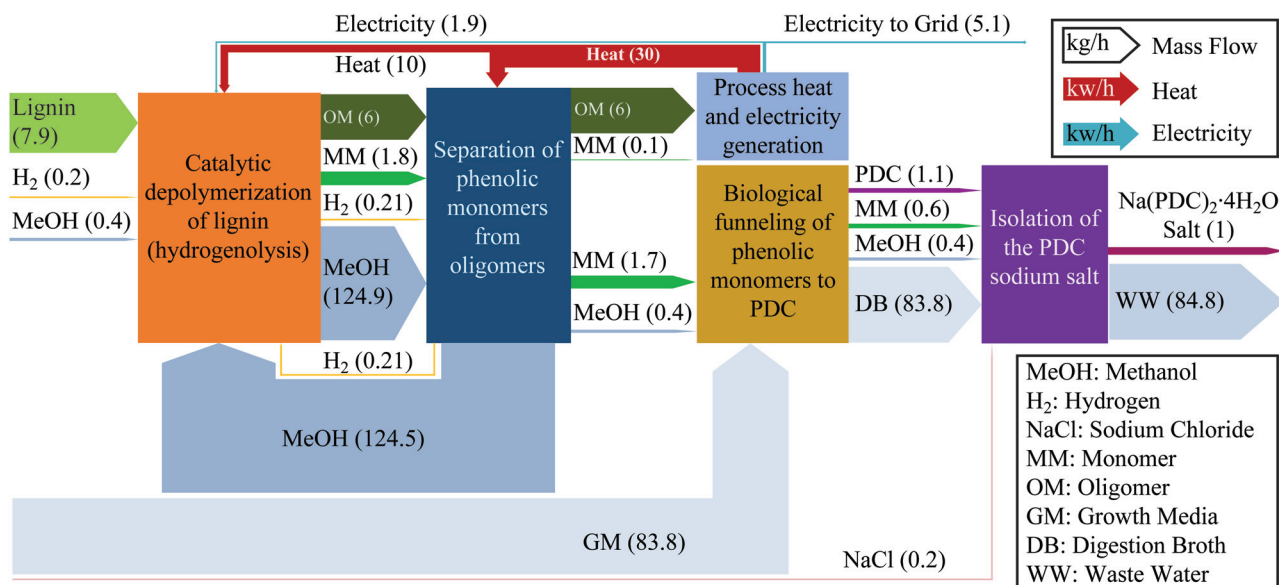 Electricity (1.9)
Electricity to Grid (5.1)
Heat (10)
Heat (30)
kg/h
Mass Flow
kw/h
Heat
kw/h
Electricity
Lignin
(7.9)
H₂ (0.2)
MeOH (0.4)
Catalytic
depolymerization
of lignin
(hydrogenolysis)
OM (6)
MM (1.8)
H₂ (0.21)
MeOH
(124.9)
Separation of
phenolic
monomers
from
oligomers
OM (6)
MM (0.1)
MM (1.7)
MeOH (0.4)
Process heat
and electricity
generation
Biological
funneling of
phenolic
monomers to
PDC
PDC (1.1)
MM (0.6)
MeOH (0.4)
DB (83.8)
Isolation of
the PDC
sodium salt
Na(PDC)₂·4H₂O
Salt (1)
WW (84.8)
H₂ (0.21)
MeOH (124.5)
GM (83.8)
NaCl (0.2)
MeOH: Methanol
H₂: Hydrogen
NaCl: Sodium Chloride
MM: Monomer
OM: Oligomer
GM: Growth Media
DB: Digestion Broth
WW: Waste Water